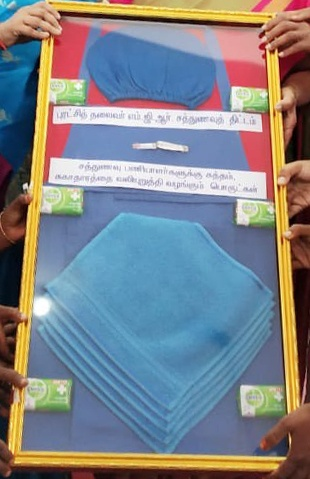 புரட்சித் தலைவர் எம்.ஜி.ஆர். சத்துணவுத் திட்டம்
சத்துணவு பணியாளர்களுக்கு சுத்தம்,
சுகாதாரத்தை வலியுறுத்தி வழங்கும் பொருட்கள்